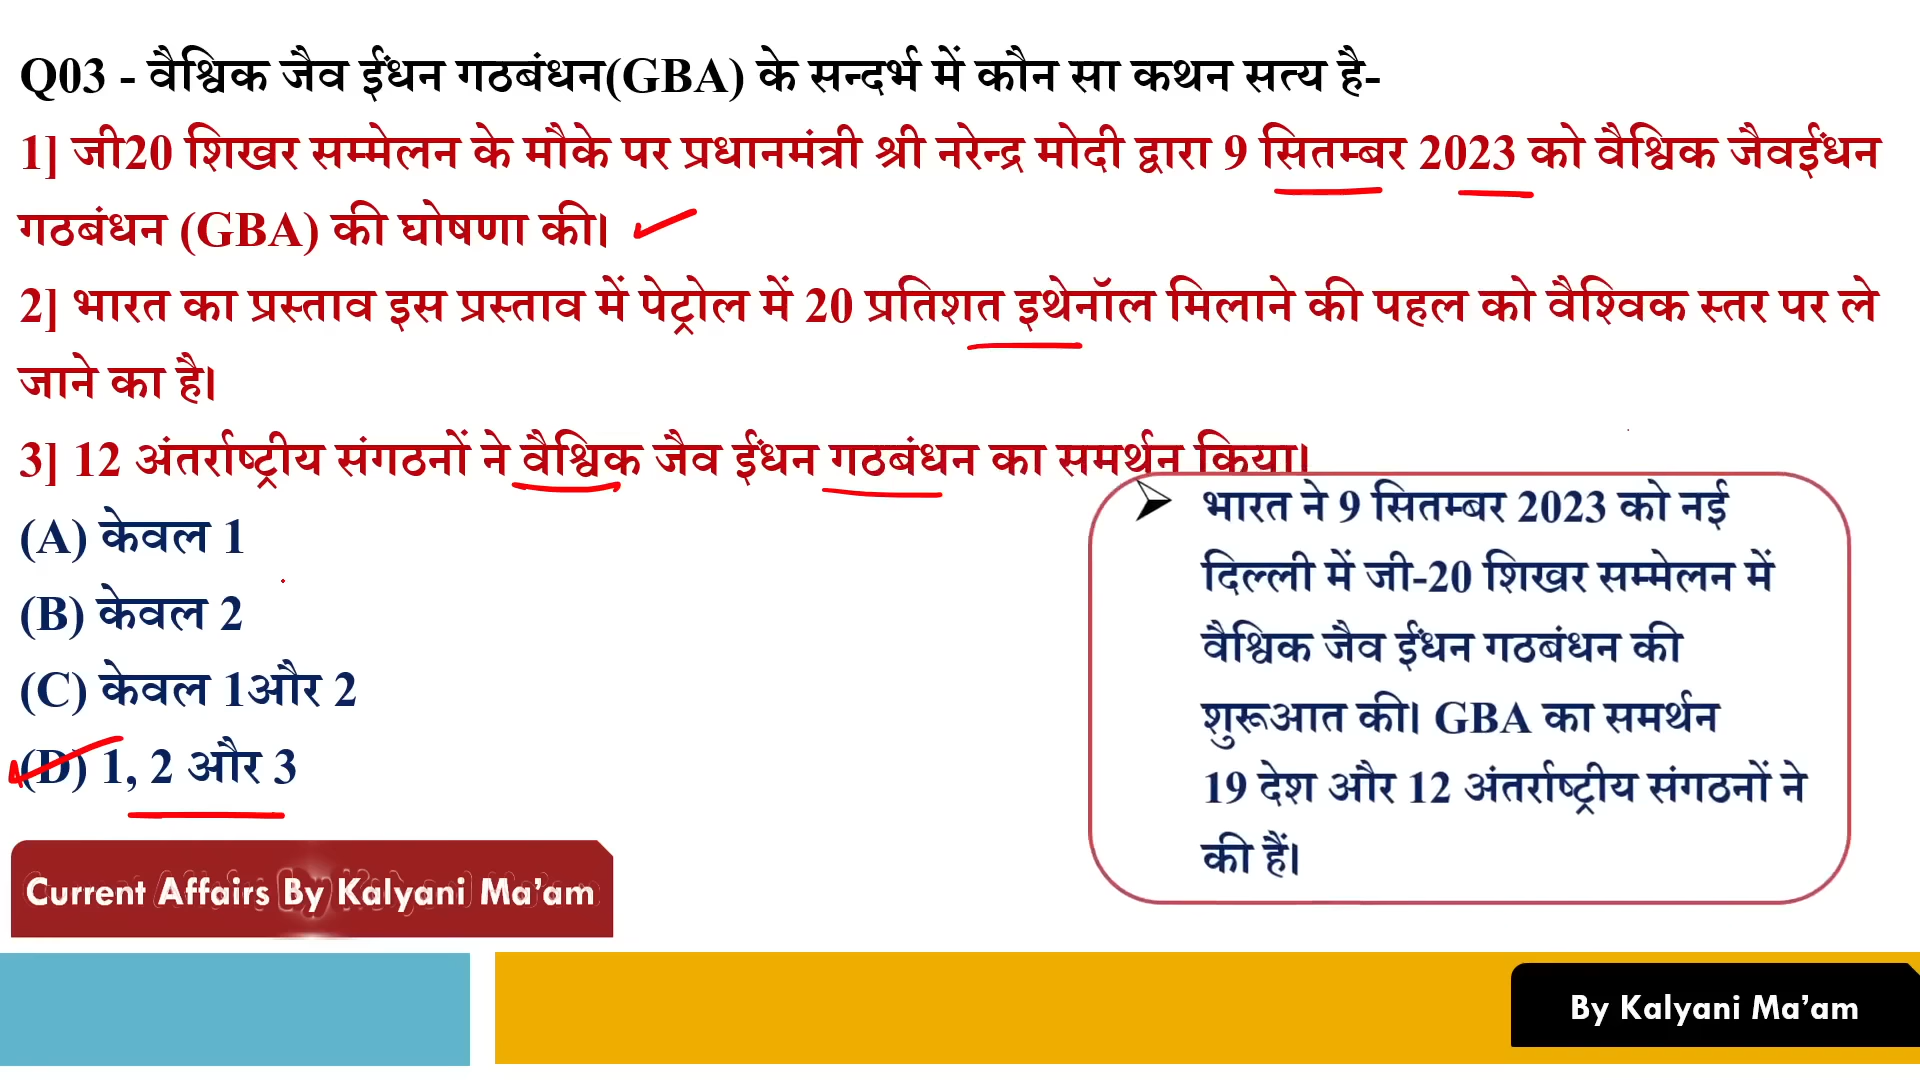 Q03 - वैश्विक जैव ईंधन गठबंधन(GBA) के सन्दर्भ में कौन सा कथन सत्य है-
1] जी20 शिखर सम्मेलन के मौके पर प्रधानमंत्री श्री नरेन्द्र मोदी द्वारा 9 सितम्बर 2023 को वैश्विक जैवईंधन
गठबंधन (GBA) की घोषणा की।
2] भारत का प्रस्ताव इस प्रस्ताव में पेट्रोल में 20 प्रतिशत इथेनॉल मिलाने की पहल को वैश्विक स्तर पर ले
जाने का है।
3] 12 अंतर्राष्ट्रीय संगठनों ने वैश्विक जैव ईंधन गठबंधन का समर्थन किया।
(A) केवल 1
(B) केवल 2
(C) केवल 1और 2
(D) 1, 2 और 3
भारत ने 9 सितम्बर 2023 को नई
दिल्ली में जी-20 शिखर सम्मेलन में
वैश्विक जैव ईंधन गठबंधन की
शुरूआत की। GBA का समर्थन
19 देश और 12 अंतर्राष्ट्रीय संगठनों ने
की हैं।
Current Affairs By Kalyani Ma’am
By Kalyani Ma’am